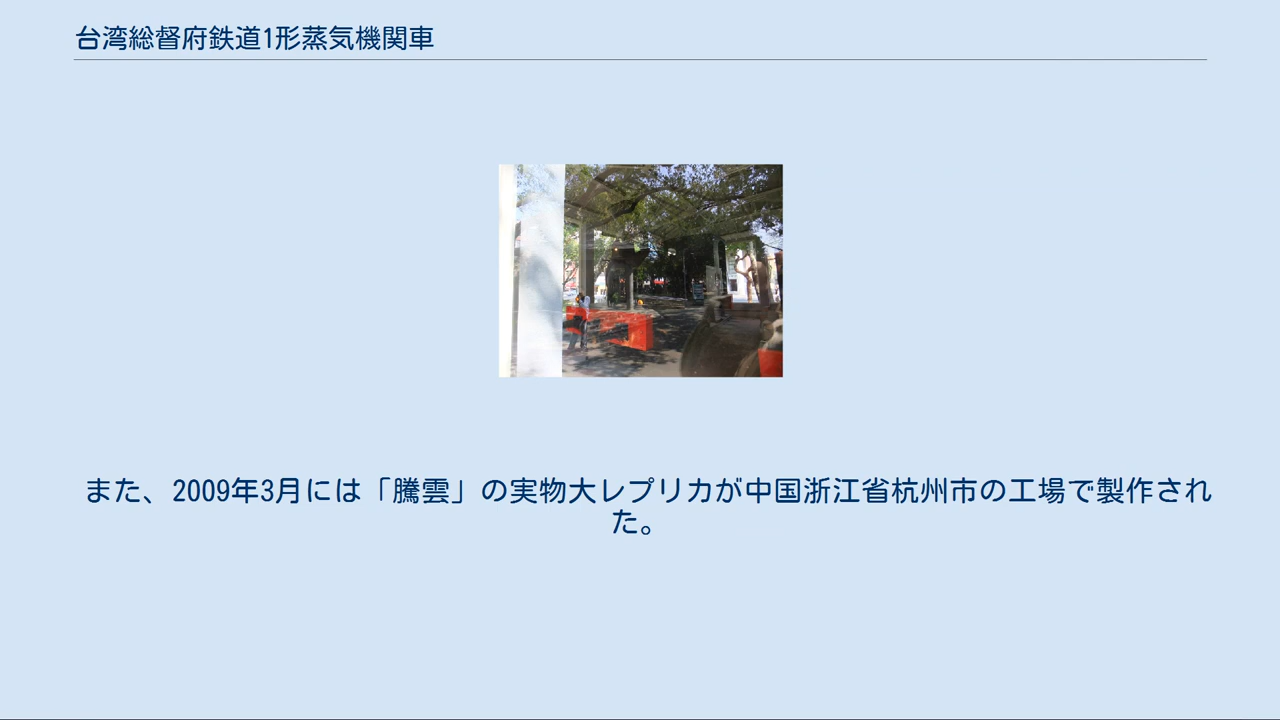 台湾総督府鉄道1形蒸気機関車
また、2009年3月には「騰雲」の実物大レプリカが中国浙江省杭州市の工場で製作され
た。